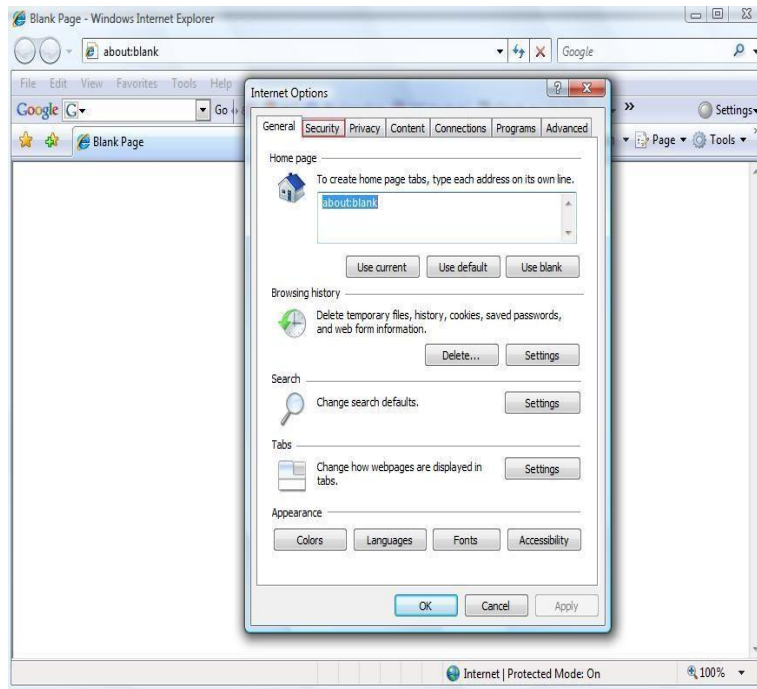 Blank Page - Windows Internet Explorer
about:blank
Google
File Edit View Favorites Tools Help
Google G Go
» Settings
Blank Page
Page Tools »
Internet Options
General Security Privacy Content Connections Programs Advanced
Home page
To create home page tabs, type each address on its own line.
about:blank
Use current Use default Use blank
Browsing history
Delete temporary files, history, cookies, saved passwords,
and web form information.
Delete... Settings
Search
Change search defaults. Settings
Tabs
Change how webpages are displayed in
tabs.
Settings
Appearance
Colors Languages Fonts Accessibility
OK Cancel Apply
Internet | Protected Mode: On 100%